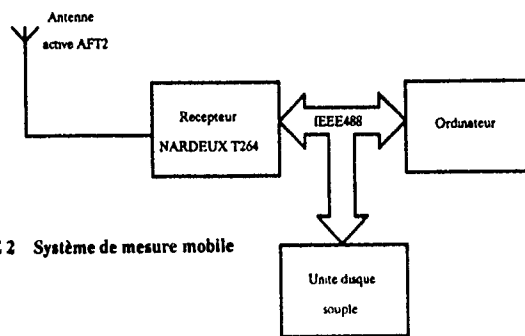 Antenne
active AFT2
Recepteur
NARDEUX T264
IEEE488
Ordinateur
2 Système de mesure mobile
Unite disque
souple